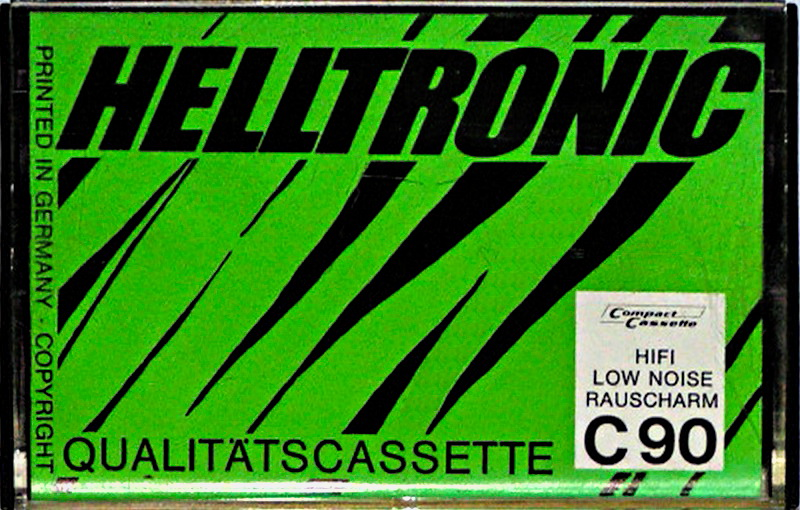 HELLTRONIC
PRINTED IN GERMANY · COPYRIGHT
Compact
Cassette
HIFI
LOW NOISE
RAUSCHARM
C90
QUALITÄTSCASSETTE